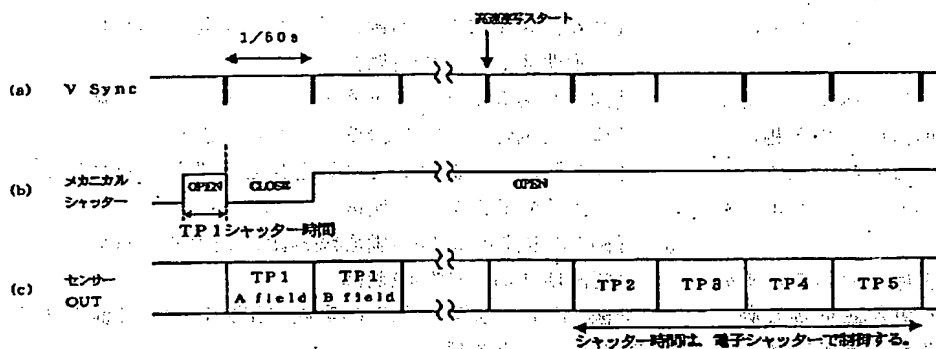 高速連写スタート
1/60s
(a) V Sync
(b) メカニカル シャッター
OPEN CLOSE OPEN
TP1シャッター時間
(c) センサー OUT
TP1 A field
TP1 B field
TP2 TP3 TP4 TP5
シャッター時間は、電子シャッターで制御する。